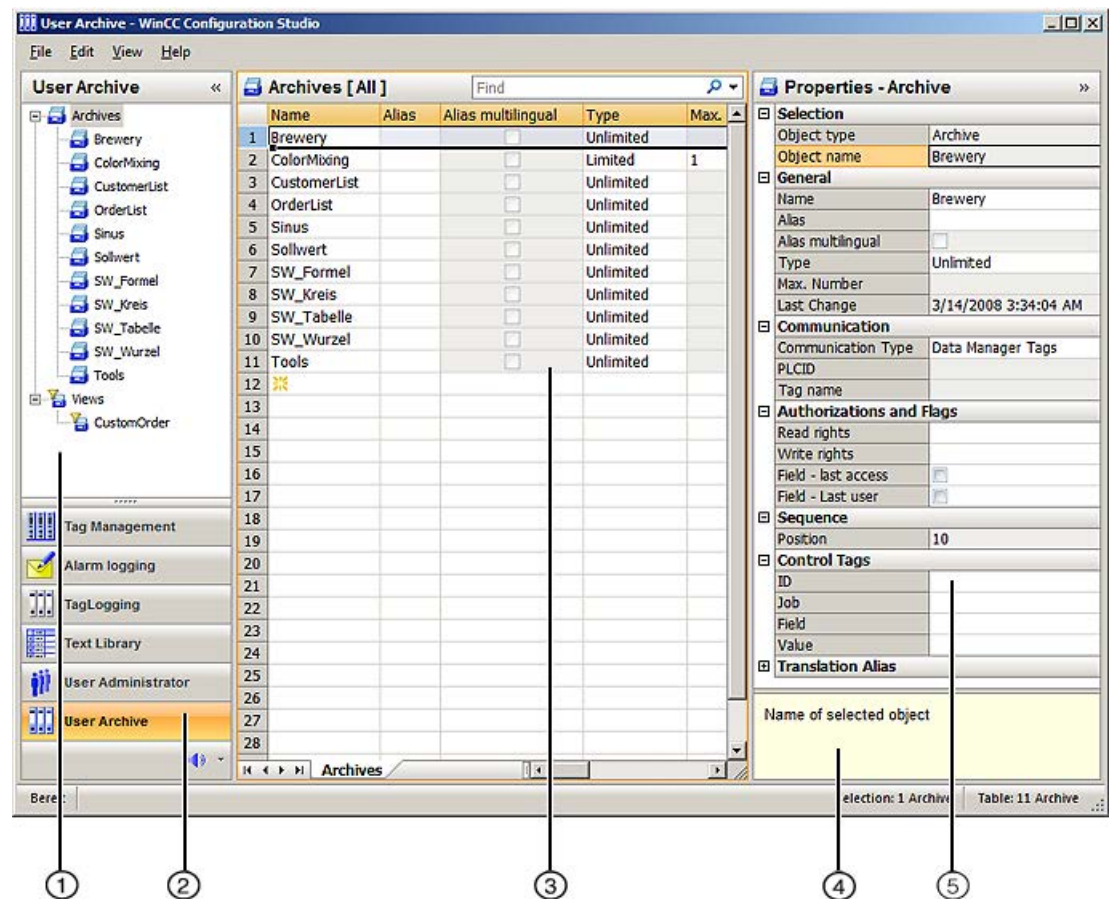 User Archive - WinCC Configuration Studio
File Edit View Help
User Archive «
Archives
Brewery
ColorMixing
CustomerList
OrderList
Sinus
Sollwert
SW_Formel
SW_Kreis
SW_Tabelle
SW_Wurzel
Tools
Views
CustomOrder
Tag Management
Alarm logging
TagLogging
Text Library
User Administrator
User Archive
Archives [ All ] Find
Name Alias Alias multilingual Type Max.
1 Brewery Unlimited
2 ColorMixing Limited 1
3 CustomerList Unlimited
4 OrderList Unlimited
5 Sinus Unlimited
6 Sollwert Unlimited
7 SW_Formel Unlimited
8 SW_Kreis Unlimited
9 SW_Tabelle Unlimited
10 SW_Wurzel Unlimited
11 Tools Unlimited
12
13
14
15
16
17
18
19
20
21
22
23
24
25
26
27
28
Archives
Properties - Archive »
Selection
Object type Archive
Object name Brewery
General
Name Brewery
Alias
Alias multilingual
Type Unlimited
Max. Number
Last Change 3/14/2008 3:34:04 AM
Communication
Communication Type Data Manager Tags
PLCID
Tag name
Authorizations and Flags
Read rights
Write rights
Field - last access
Field - Last user
Sequence
Position 10
Control Tags
ID
Job
Field
Value
Translation Alias
Name of selected object
election: 1 Archiv Table: 11 Archive
1 2 3 4 5